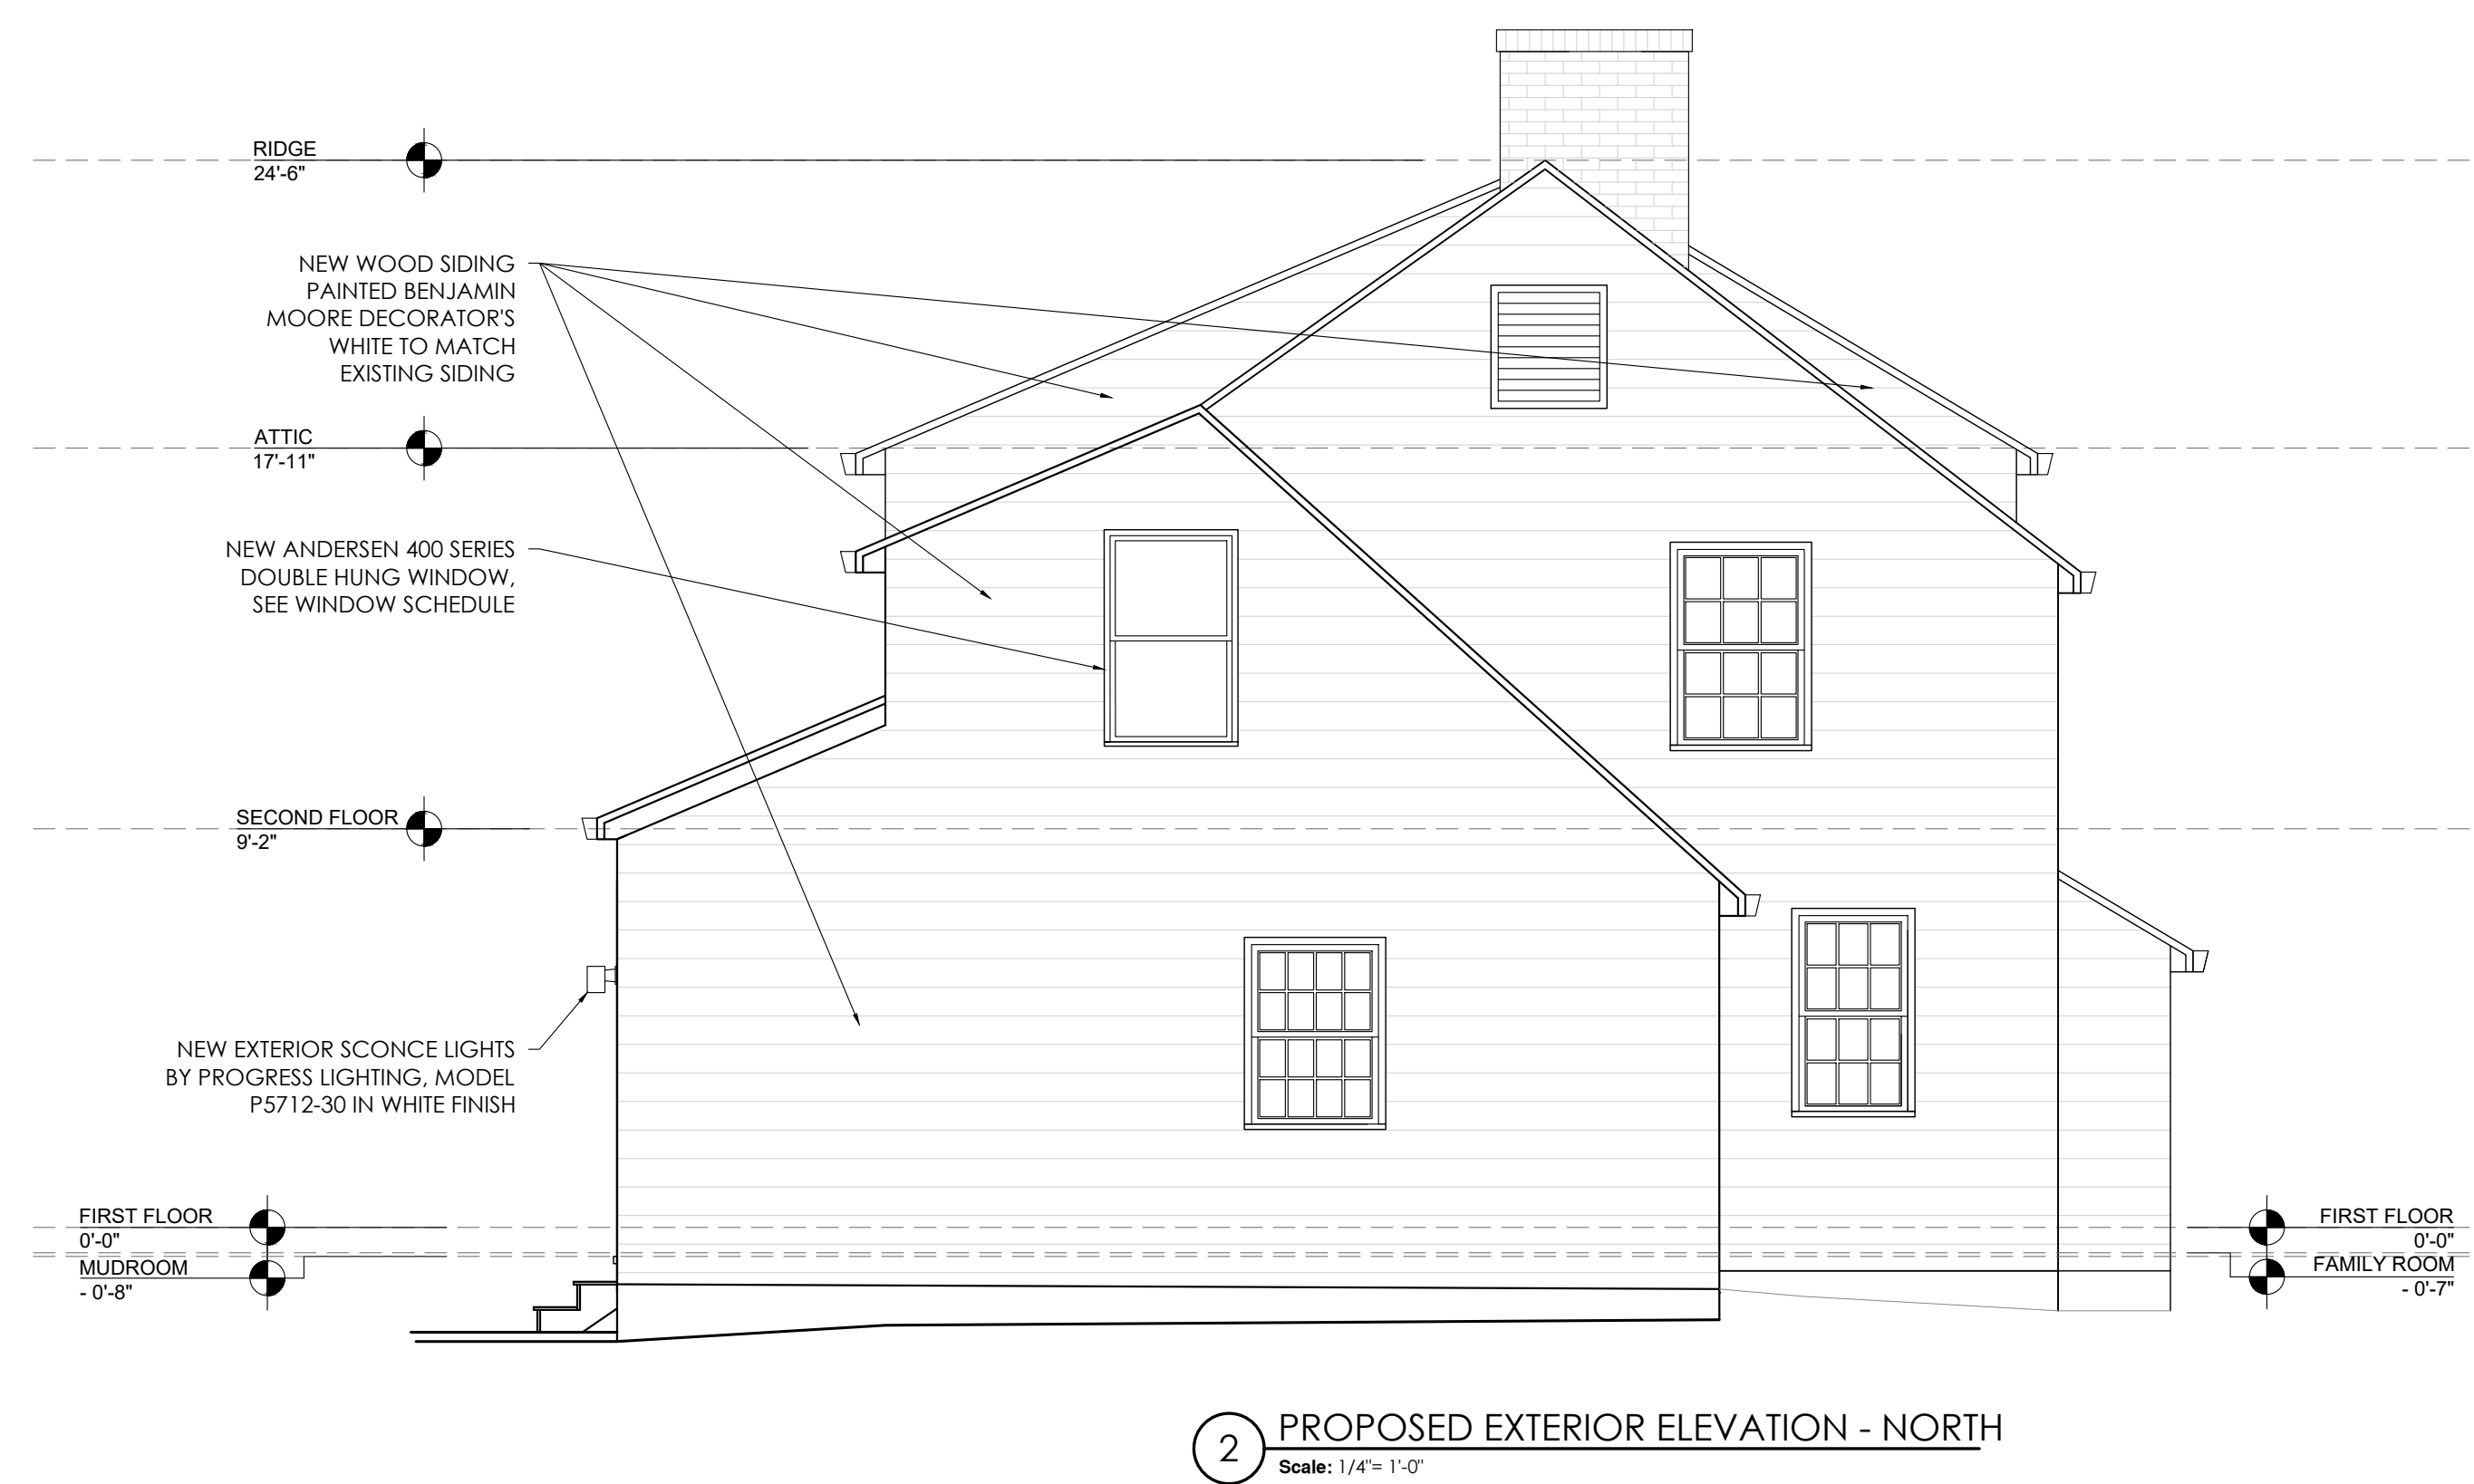 RIDGE
24'-6"
NEW WOOD SIDING
PAINTED BENJAMIN
MOORE DECORATOR'S
WHITE TO MATCH
EXISTING SIDING
ATTIC
17'-11"
NEW ANDERSEN 400 SERIES
DOUBLE HUNG WINDOW,
SEE WINDOW SCHEDULE
SECOND FLOOR
9'-2"
NEW EXTERIOR SCONCE LIGHTS
BY PROGRESS LIGHTING, MODEL
P5712-30 IN WHITE FINISH
FIRST FLOOR
0'-0"
MUDROOM
- 0'-8"
FIRST FLOOR
0'-0"
FAMILY ROOM
- 0'-7"
2 PROPOSED EXTERIOR ELEVATION - NORTH
Scale: 1/4"= 1'-0"